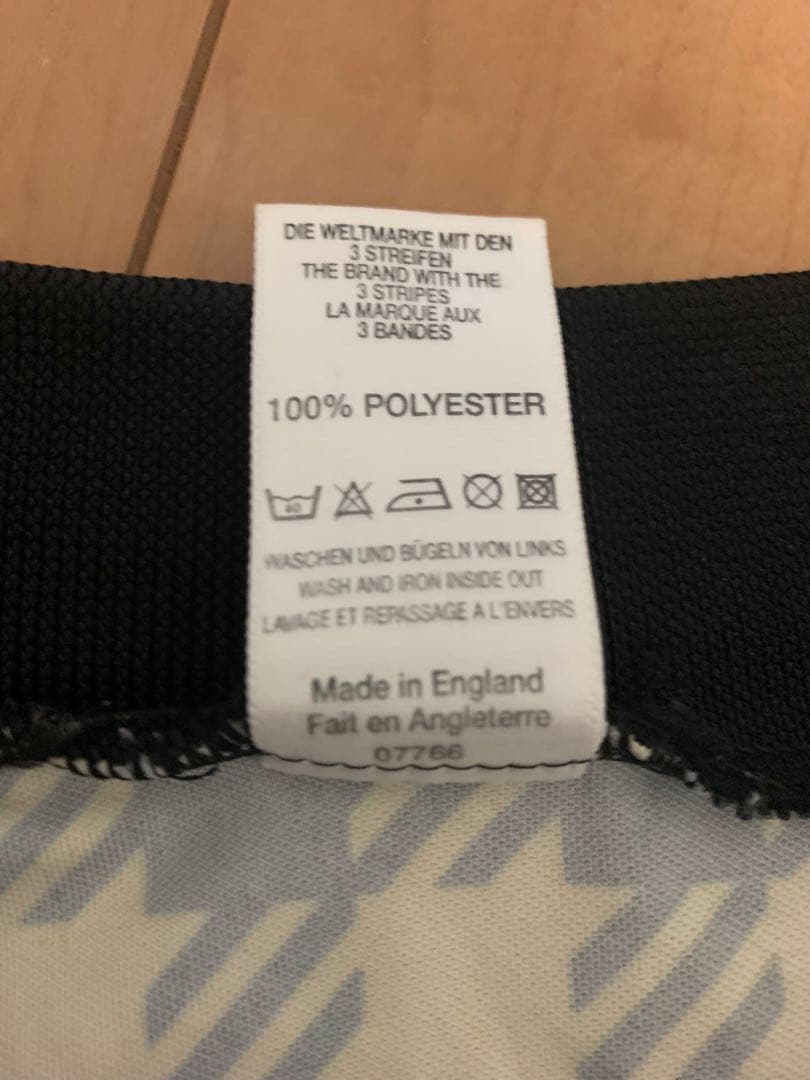 DIE WELTMARKE MIT DEN
3 STREIFEN
THE BRAND WITH THE
3 STRIPES
LA MARQUE AUX
3 BANDES
100% POLYESTER
40
WASCHEN UND BÜGELN VON LINKS
WASH AND IRON INSIDE OUT
LAVAGE ET REPASSAGE A L'ENVERS
Made in England
Fait en Angleterre
07766